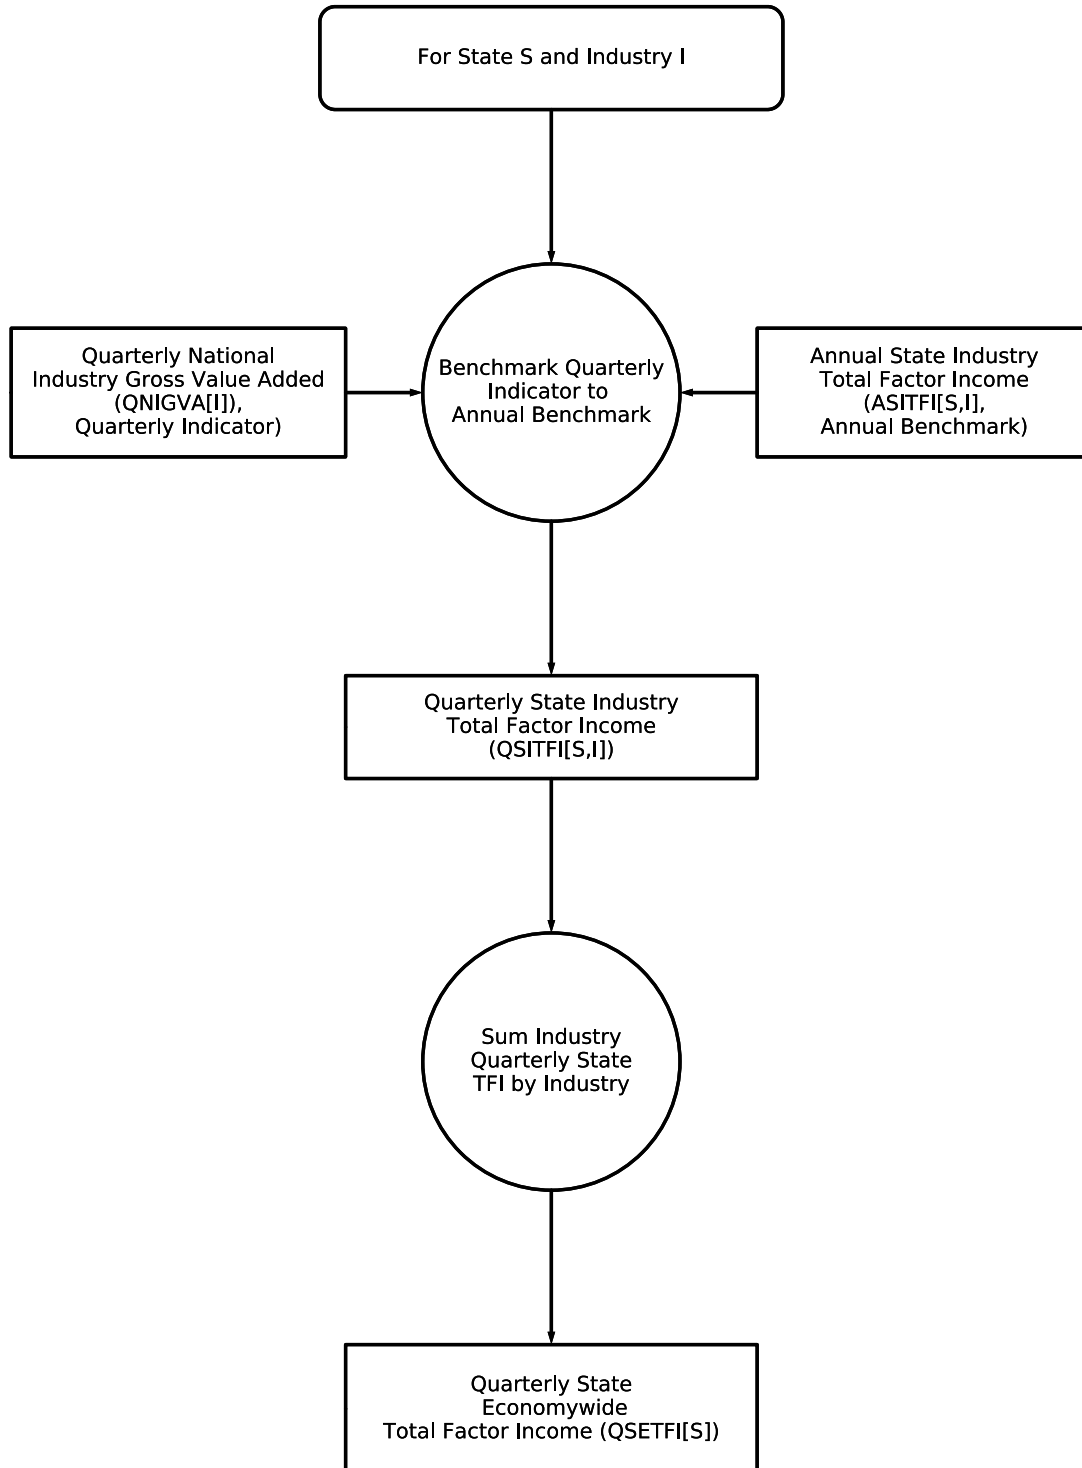 For State S and Industry I
Quarterly National
Industry Gross Value Added
(QNIGVA[I]),
Quarterly Indicator)
Benchmark Quarterly
Indicator to
Annual Benchmark
Annual State Industry
Total Factor Income
(ASITFI[S,I],
Annual Benchmark)
Quarterly State Industry
Total Factor Income
(QSITFI[S,I])
Sum Industry
Quarterly State
TFI by Industry
Quarterly State
Economywide
Total Factor Income (QSETFI[S])